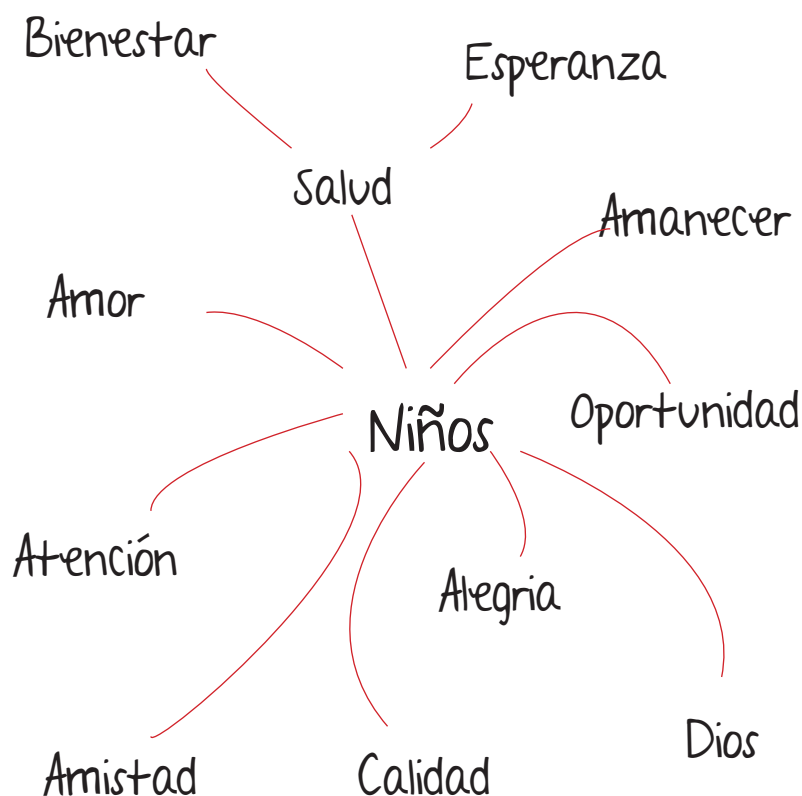 Bienestar
Esperanza
Salud
Amanecer
Amor
Oportunidad
Niños
Atención
Alegria
Dios
Amistad
Calidad